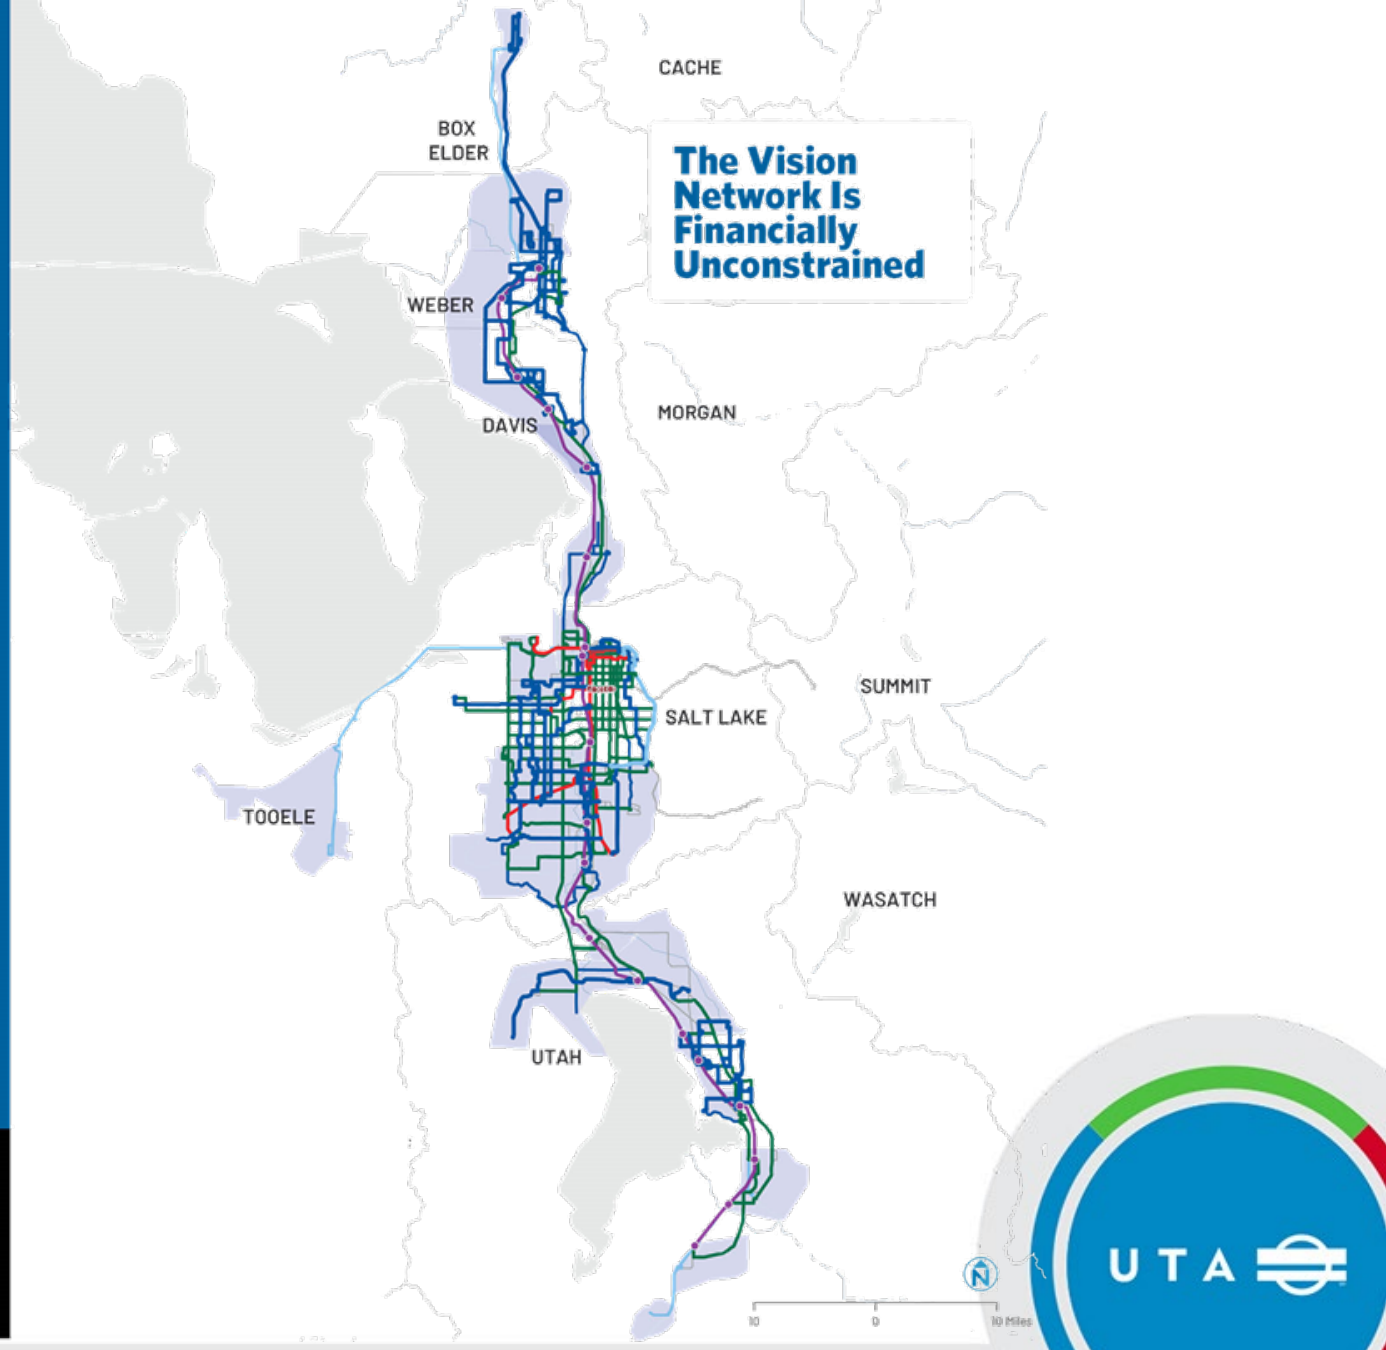 CACHE
BOX
ELDER
The Vision
Network Is
Financially
Unconstrained
WEBER
MORGAN
DAVIS
SUMMIT
SALT LAKE
TOOELE
WASATCH
UTAH
N
UTA
10 0 10 Miles